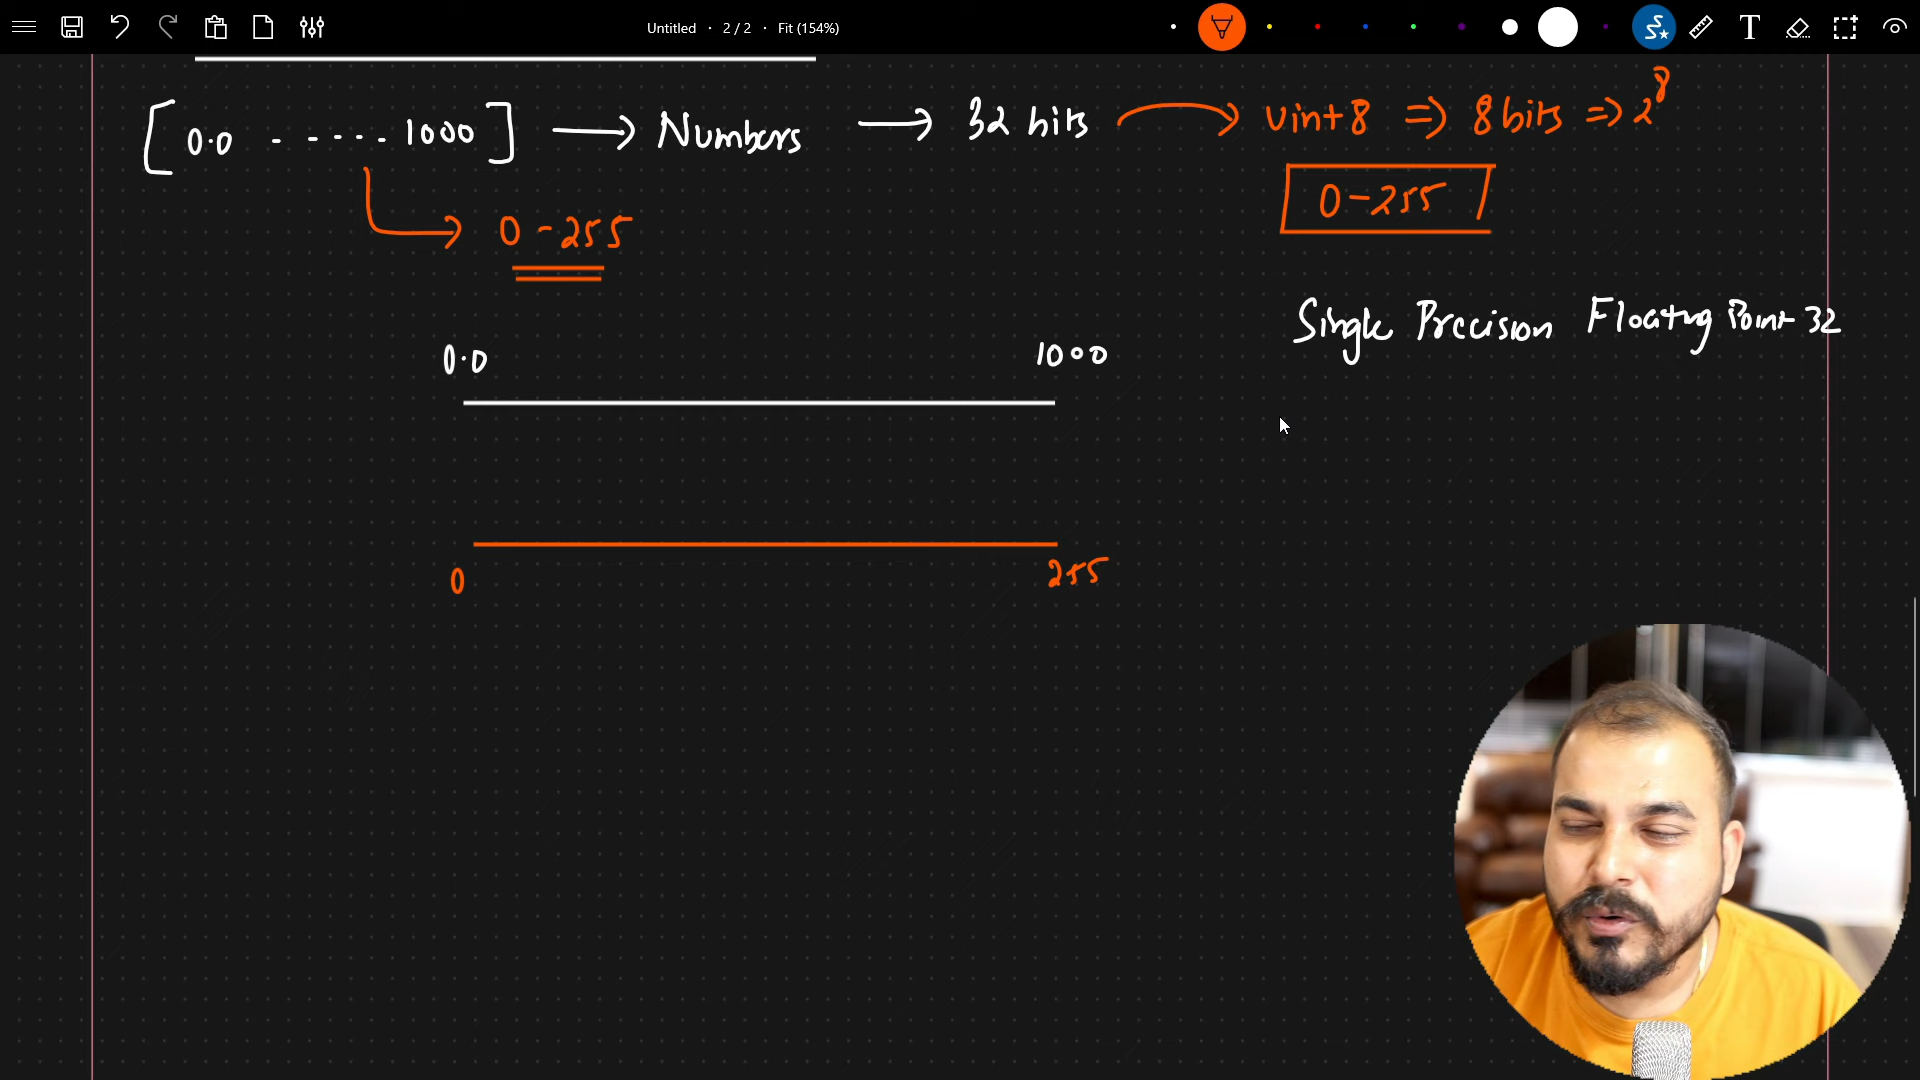 Untitled · 2 / 2 · Fit (154%)
T
[0.0 - - - - - 1000] → Numbers → 32 bits → uint8 => 8 bits => 2^8
0 - 255
0 - 255
Single Precision Floating Point 32
0.0 1000
0 255